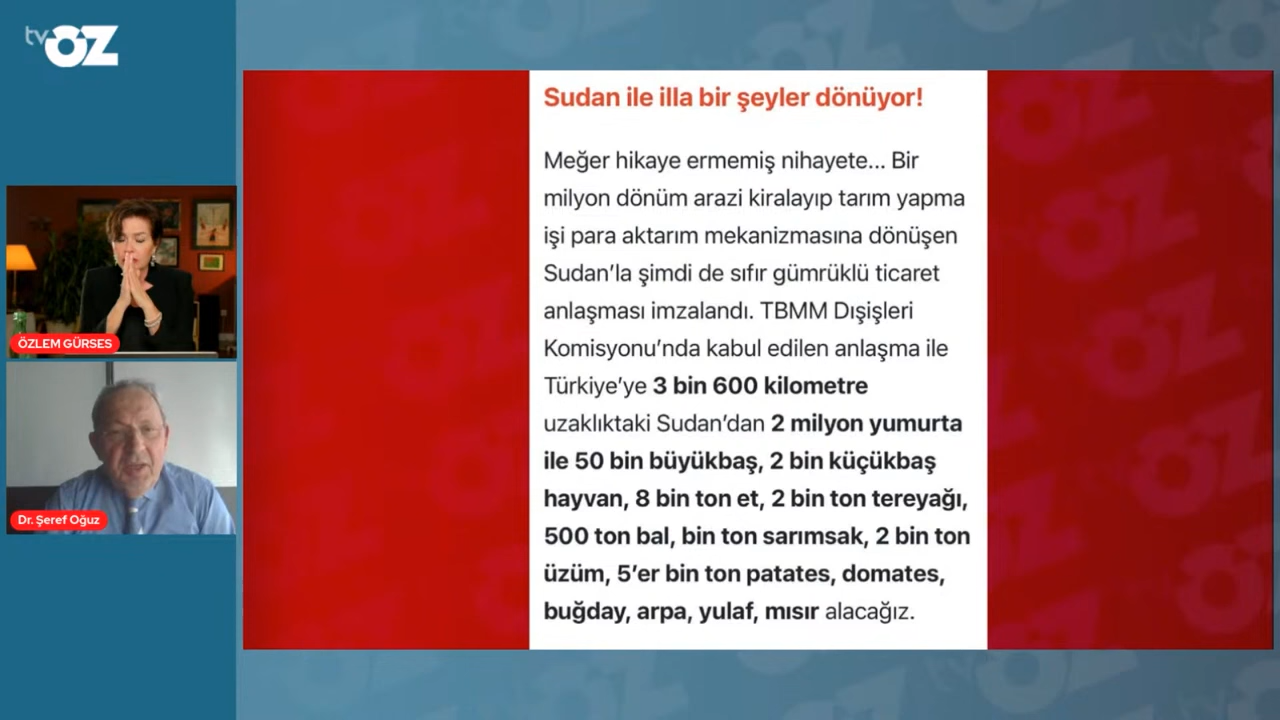 tv ÖZ
Sudan ile illa bir şeyler dönüyor!
Meğer hikaye ermemiş nihayete... Bir
milyon dönüm arazi kiralayıp tarım yapma
işi para aktarım mekanizmasına dönüşen
Sudan’la şimdi de sıfır gümrüklü ticaret
anlaşması imzalandı. TBMM Dışişleri
Komisyonu’nda kabul edilen anlaşma ile
Türkiye’ye 3 bin 600 kilometre
uzaklıktaki Sudan’dan 2 milyon yumurta
ile 50 bin büyükbaş, 2 bin küçükbaş
hayvan, 8 bin ton et, 2 bin ton tereyağı,
500 ton bal, bin ton sarımsak, 2 bin ton
üzüm, 5’er bin ton patates, domates,
buğday, arpa, yulaf, mısır alacağız.
ÖZLEM GÜRSES
Dr. Şeref Oğuz